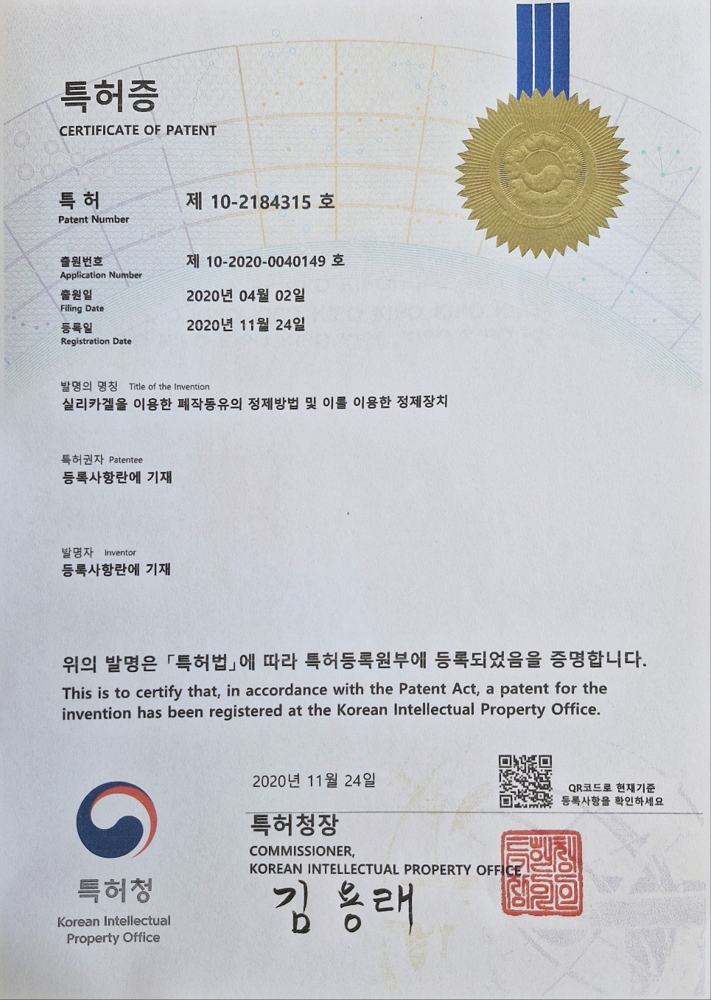 특허증
CERTIFICATE OF PATENT
특 허
Patent Number
제 10-2184315 호
출원번호
Application Number
제 10-2020-0040149 호
출원일
Filing Date
2020년 04월 02일
등록일
Registration Date
2020년 11월 24일
발명의 명칭 Title of the Invention
실리카겔을 이용한 폐작동유의 정제방법 및 이를 이용한 정제장치
특허권자 Patentee
등록사항란에 기재
발명자 Inventor
등록사항란에 기재
위의 발명은 「특허법」에 따라 특허등록원부에 등록되었음을 증명합니다.
This is to certify that, in accordance with the Patent Act, a patent for the
invention has been registered at the Korean Intellectual Property Office.
2020년 11월 24일
QR코드로 현재기준
등록사항을 확인하세요
특허청장
COMMISSIONER,
KOREAN INTELLECTUAL PROPERTY OFFICE
김용래
특허청
Korean Intellectual
Property Office